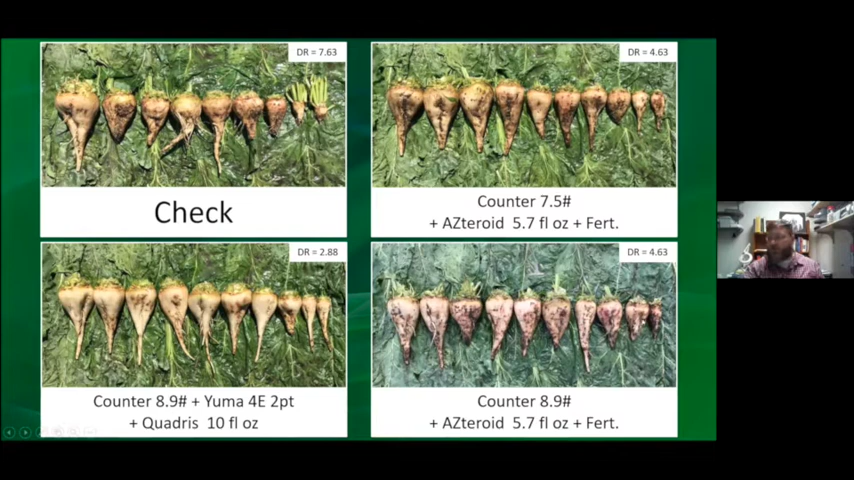 DR = 7.63
Check
DR = 4.63
Counter 7.5#
+ AZteroid 5.7 fl oz + Fert.
DR = 2.88
Counter 8.9# + Yuma 4E 2pt
+ Quadris 10 fl oz
DR = 4.63
Counter 8.9#
+ AZteroid 5.7 fl oz + Fert.